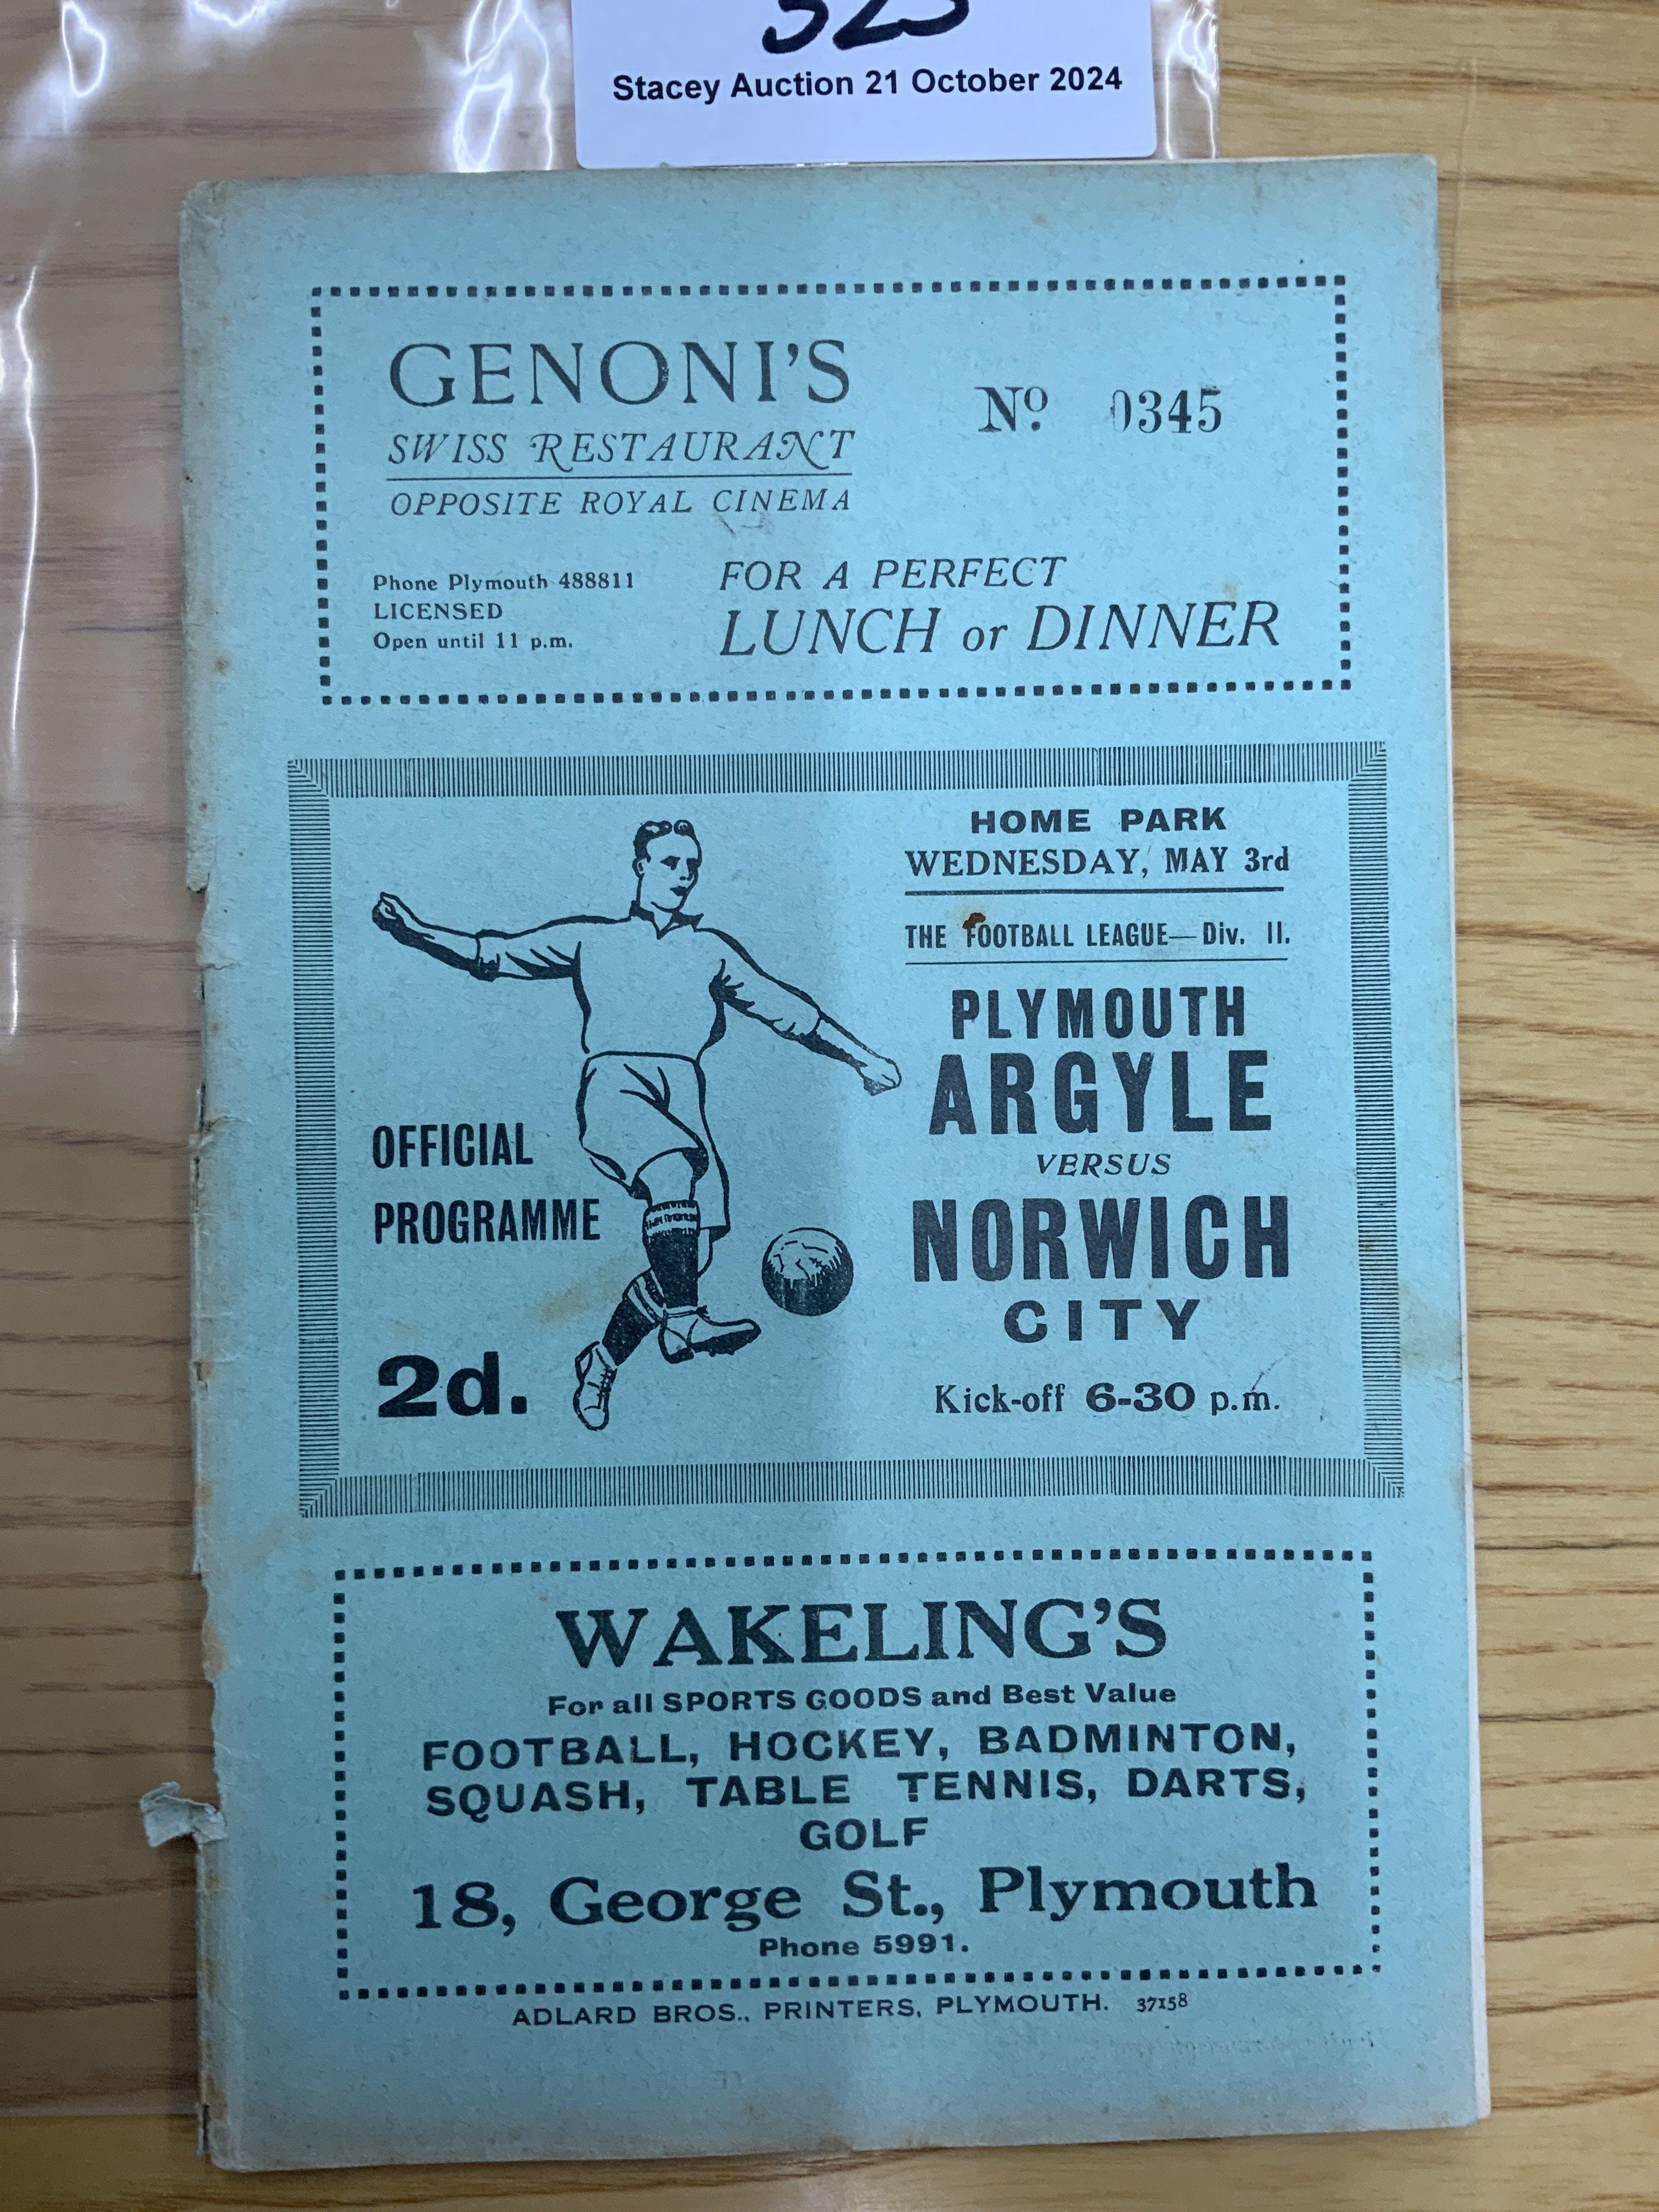 Stacey Auction 21 October 2024
GENONI'S
SWISS RESTAURANT
OPPOSITE ROYAL CINEMA
Nº 0345
Phone Plymouth 488811
LICENSED
Open until 11 p.m.
FOR A PERFECT
LUNCH or DINNER
HOME PARK
WEDNESDAY, MAY 3rd
THE FOOTBALL LEAGUE—Div. II.
PLYMOUTH
ARGYLE
VERSUS
NORWICH
CITY
Kick-off 6-30 p.m.
OFFICIAL
PROGRAMME
2d.
WAKELING'S
For all SPORTS GOODS and Best Value
FOOTBALL, HOCKEY, BADMINTON,
SQUASH, TABLE TENNIS, DARTS,
GOLF
18, George St., Plymouth
Phone 5991.
ADLARD BROS., PRINTERS, PLYMOUTH. 37158